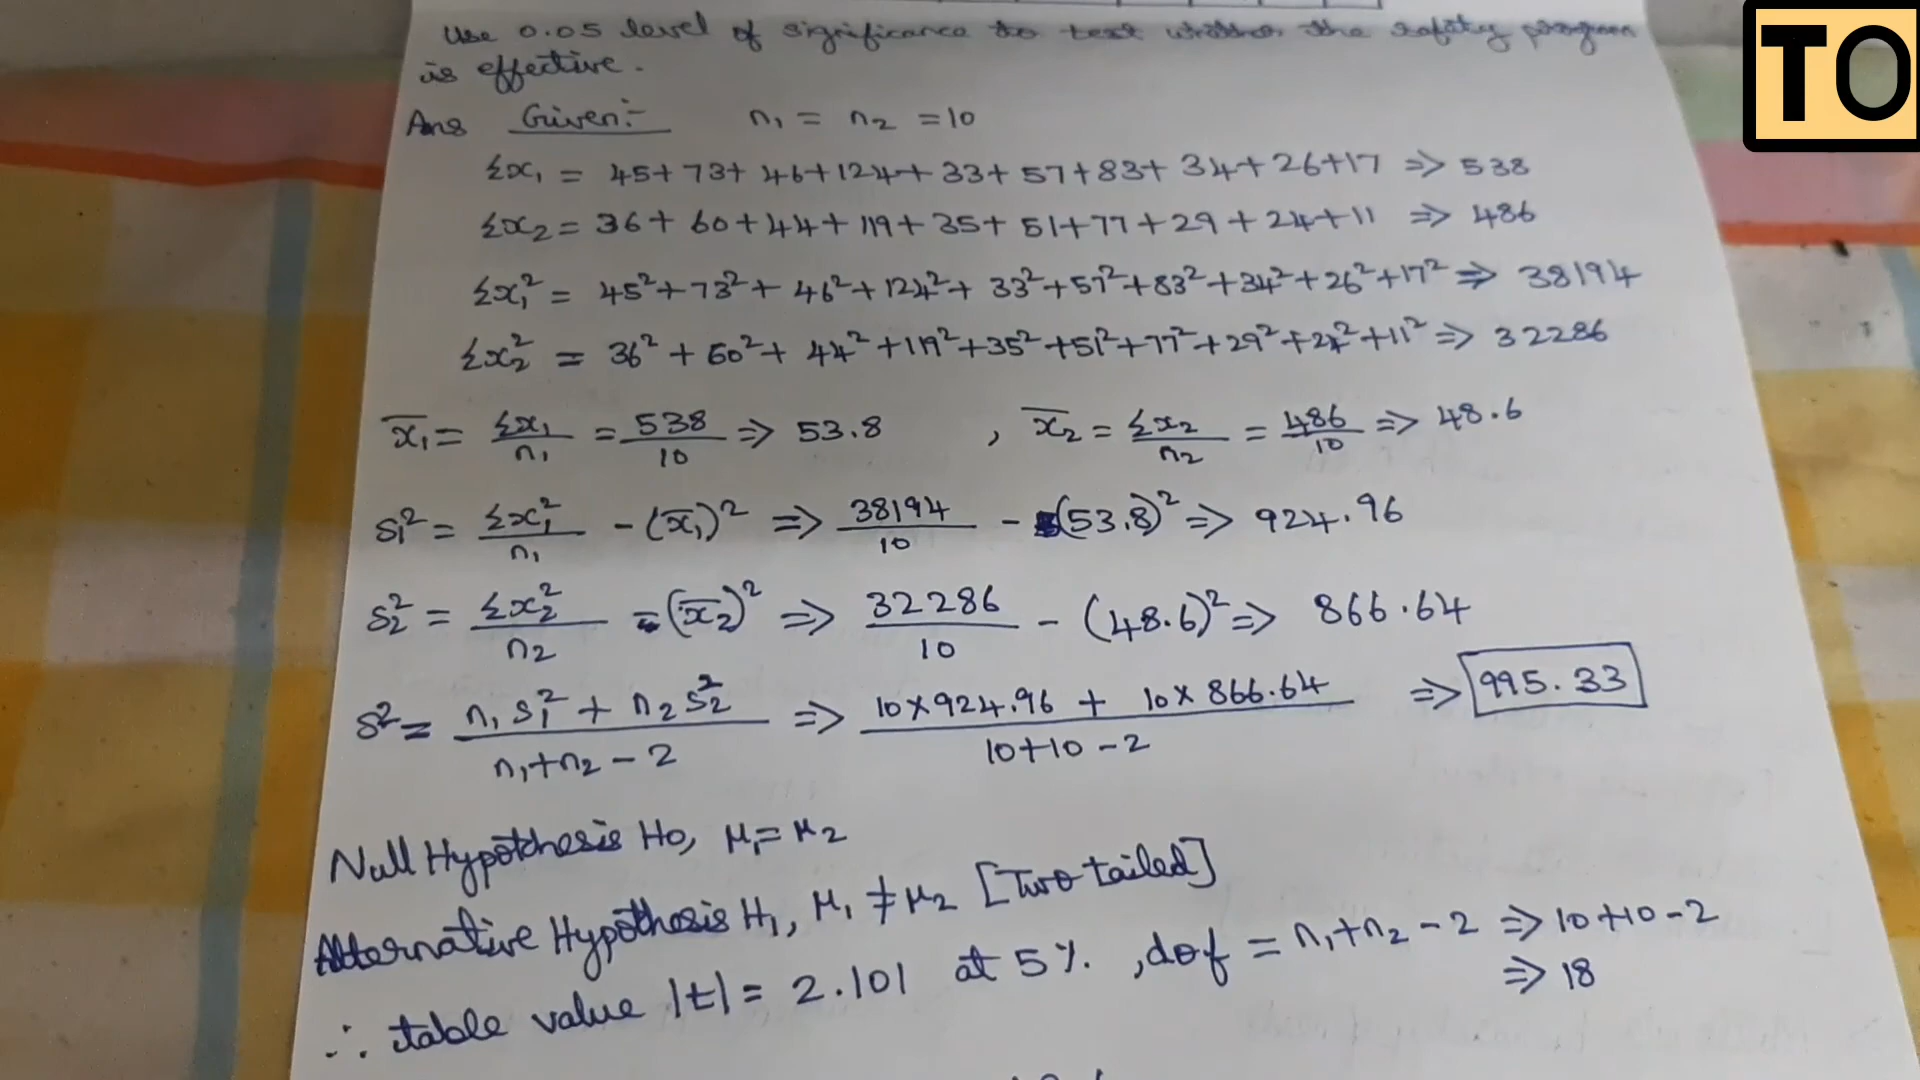 TO
Use 0.05 level of significance to test whether the safety program
is effective.
Ans Given:- n₁ = n₂ = 10
Σx₁ = 45+73+46+124+33+57+83+34+26+17 => 538
Σx₂ = 36+60+44+119+35+51+77+29+24+11 => 486
Σx₁² = 45²+73²+46²+124²+33²+57²+83²+34²+26²+17² => 38194
Σx₂² = 36²+60²+44²+119²+35²+51²+77²+29²+24²+11² => 32286
x̄₁ = Σx₁/n₁ = 538/10 => 53.8 , x̄₂ = Σx₂/n₂ = 486/10 => 48.6
s₁² = Σx₁²/n₁ - (x̄₁)² => 38194/10 - (53.8)² => 924.96
s₂² = Σx₂²/n₂ - (x̄₂)² => 32286/10 - (48.6)² => 866.64
s² = n₁s₁² + n₂s₂²/n₁+n₂-2 => 10×924.96 + 10×866.64/10+10-2 => 995.33
Null Hypothesis H0, μ₁=μ₂
Alternative Hypothesis H₁, μ₁≠μ₂ [Two tailed]
∴ table value |t| = 2.101 at 5%. , dof = n₁+n₂-2 => 10+10-2
=> 18